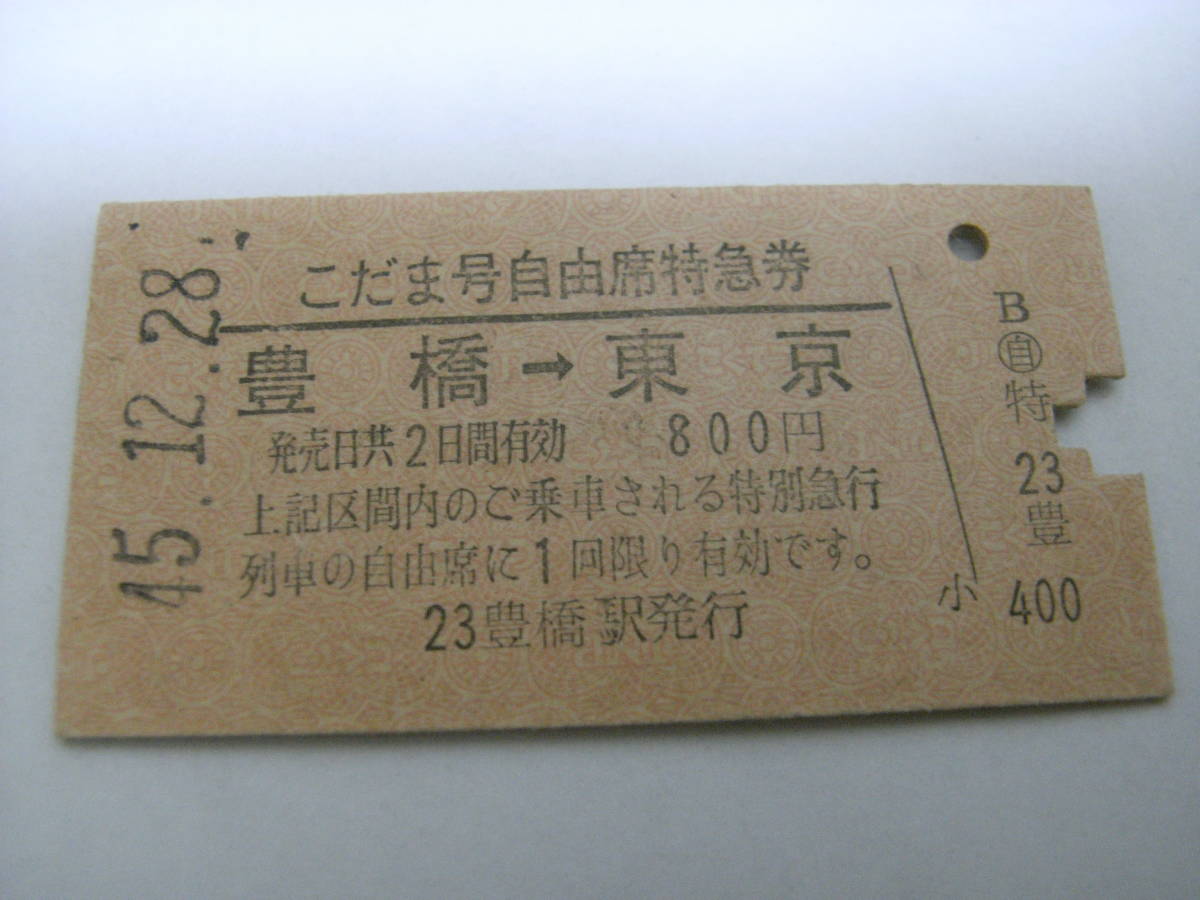 45.12.28
こだま号自由席特急券
豊橋→東京
発売日共2日間有効 800円
上記区間内のご乗車される特別急行
列車の自由席に1回限り有効です。
23豊橋駅発行
B
㊀自
特
23
豊
小 400